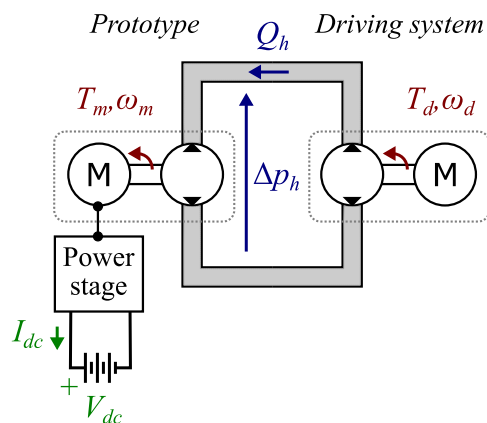 Prototype
Driving system
Q_h
T_m,ω_m
T_d,ω_d
M
Δp_h
M
Power
stage
I_dc
+
V_dc